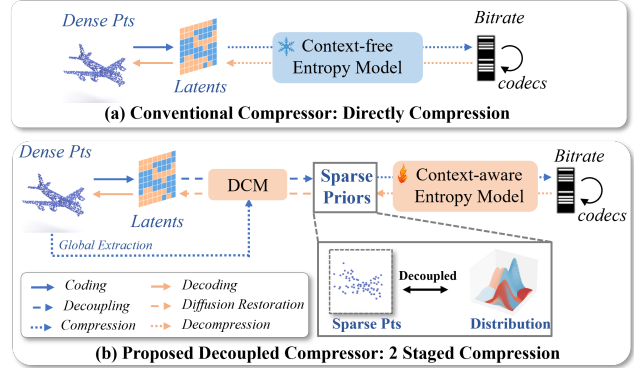 Dense Pts
Latents
Context-free
Entropy Model
Bitrate
codecs
(a) Conventional Compressor: Directly Compression
Dense Pts
Latents
Global Extraction
DCM
Sparse
Priors
Context-aware
Entropy Model
Bitrate
codecs
Coding
Decoding
Decoupling
Diffusion Restoration
Compression
Decompression
Decoupled
Sparse Pts
Distribution
(b) Proposed Decoupled Compressor: 2 Staged Compression